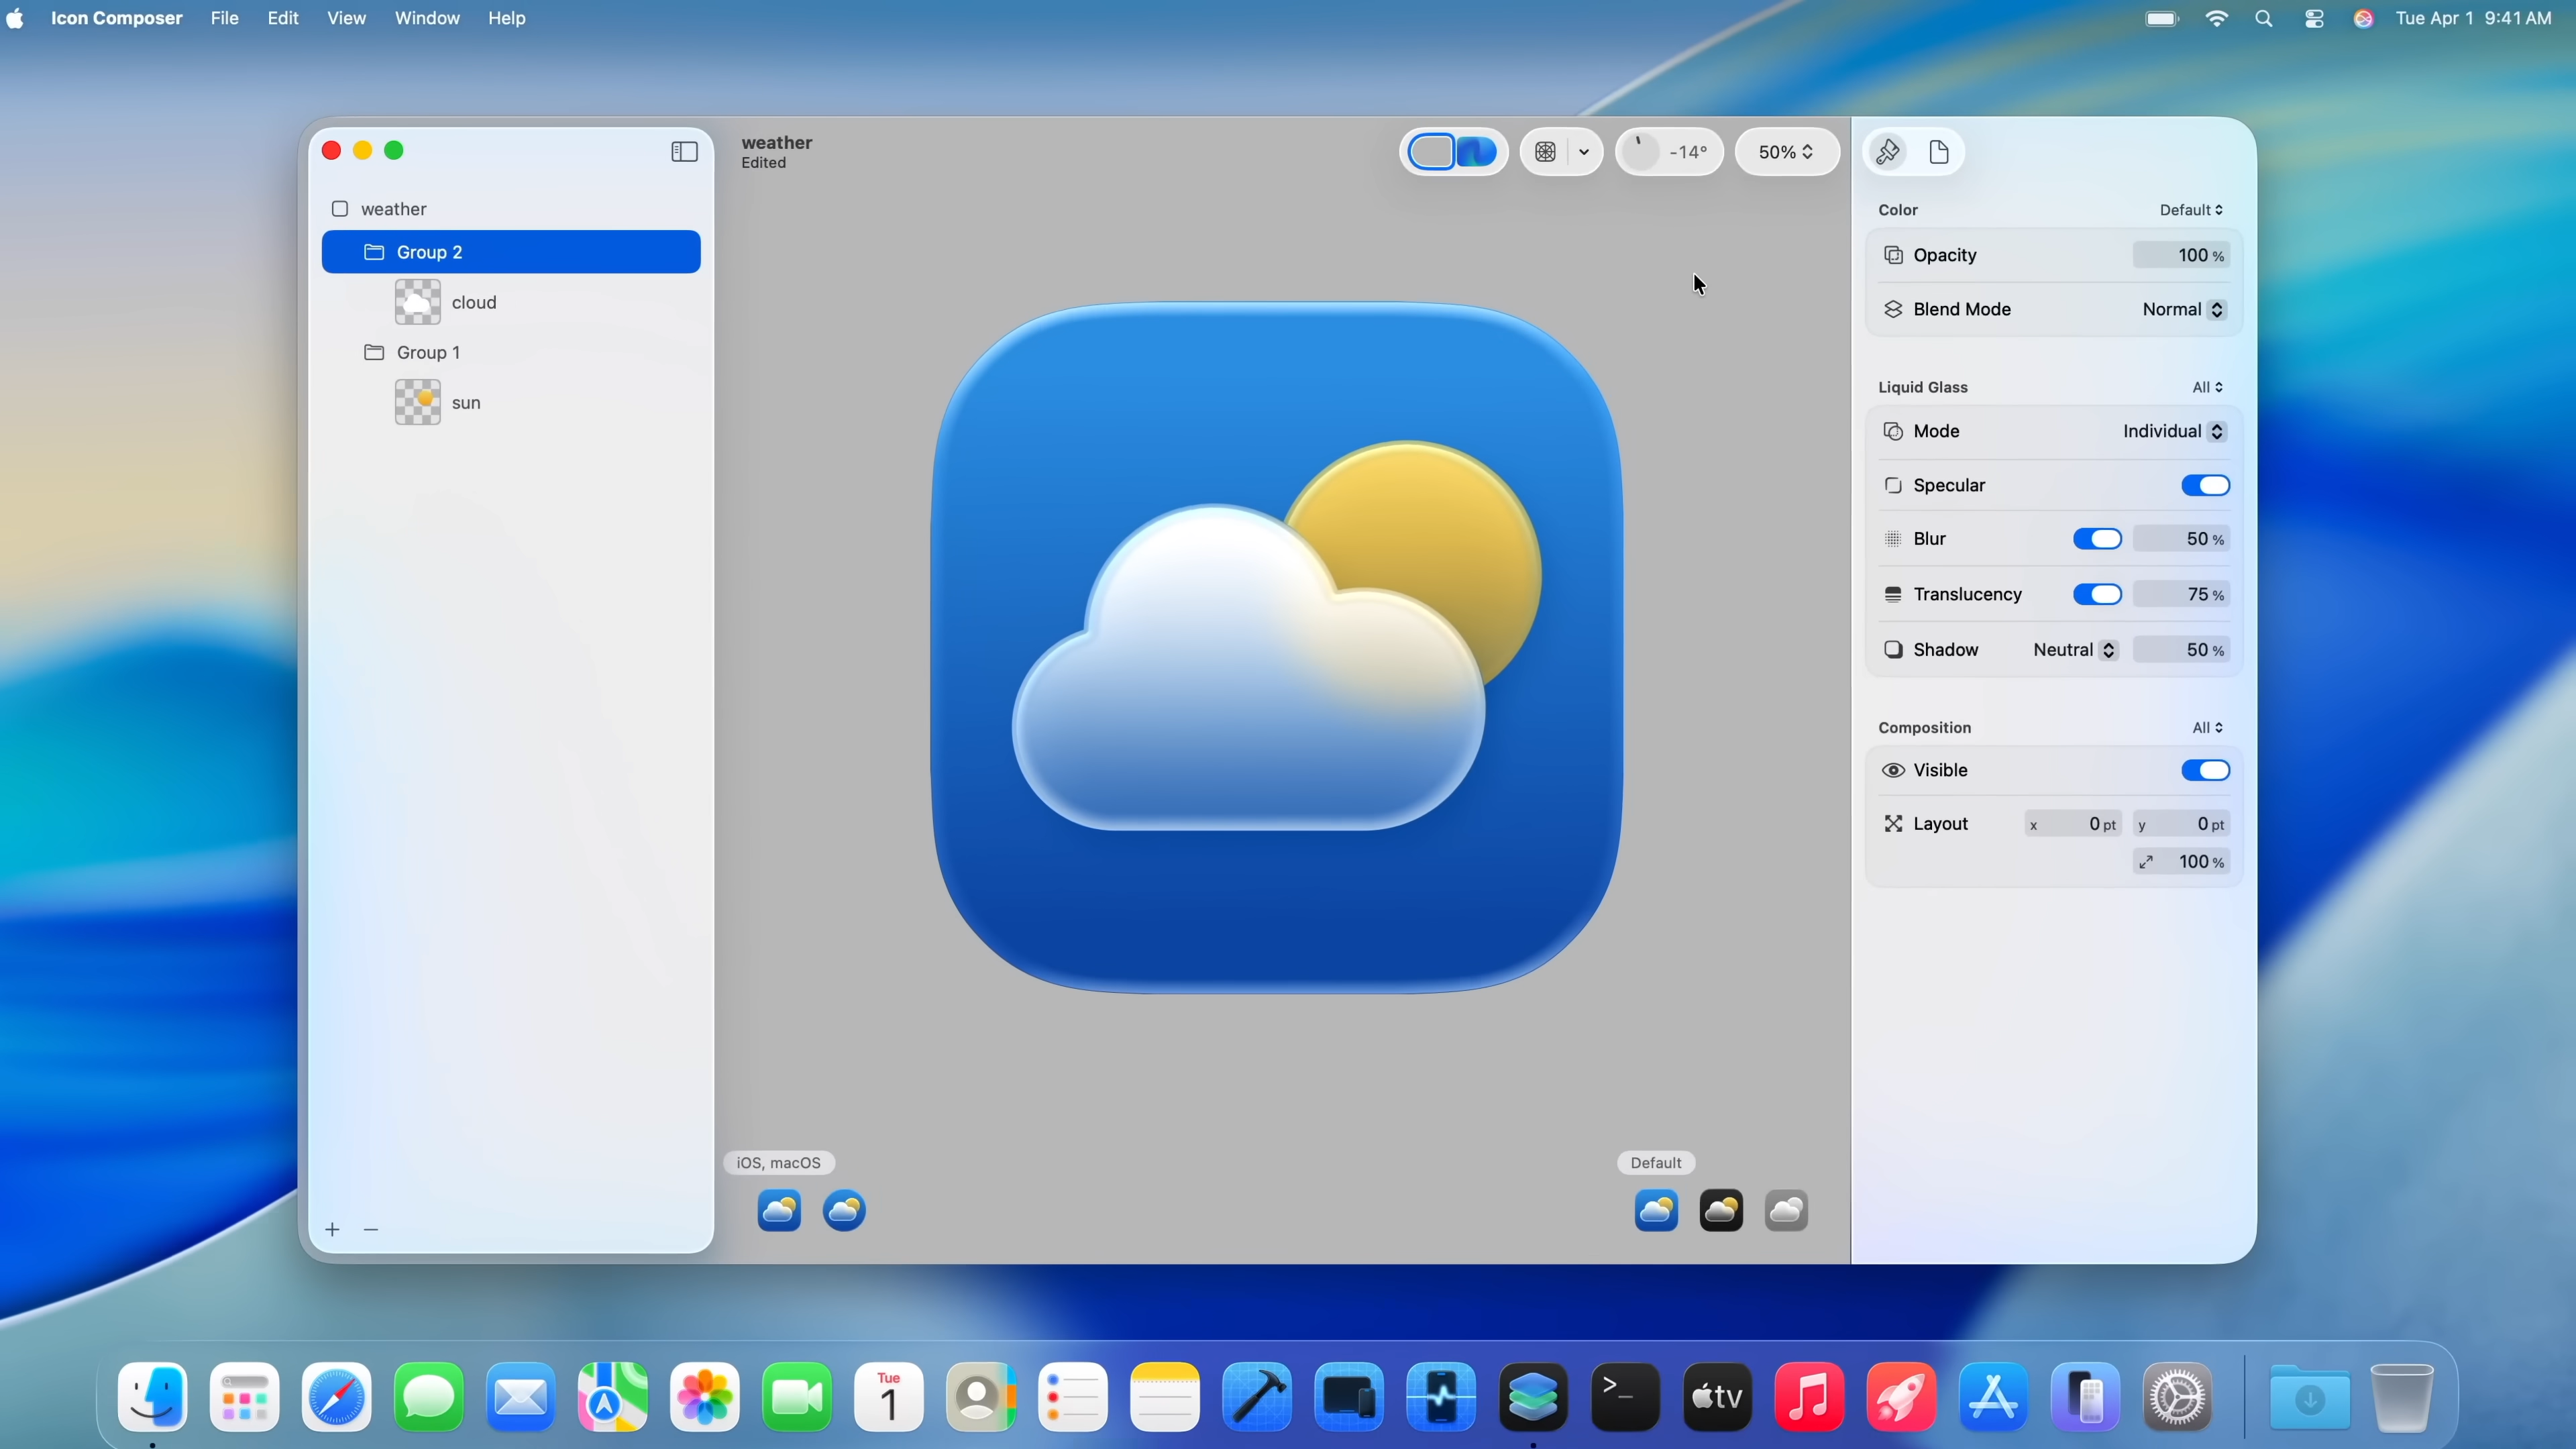 Icon Composer File Edit View Window Help
Tue Apr 1 9:41 AM
weather
Group 2
cloud
Group 1
sun
weather
Edited
-14°
50%
iOS, macOS
Default
Color Default
Opacity 100 %
Blend Mode Normal
Liquid Glass All
Mode Individual
Specular
Blur 50 %
Translucency 75 %
Shadow Neutral 50 %
Composition All
Visible
Layout x 0 pt y 0 pt
100 %
Tue
1
>_
tv